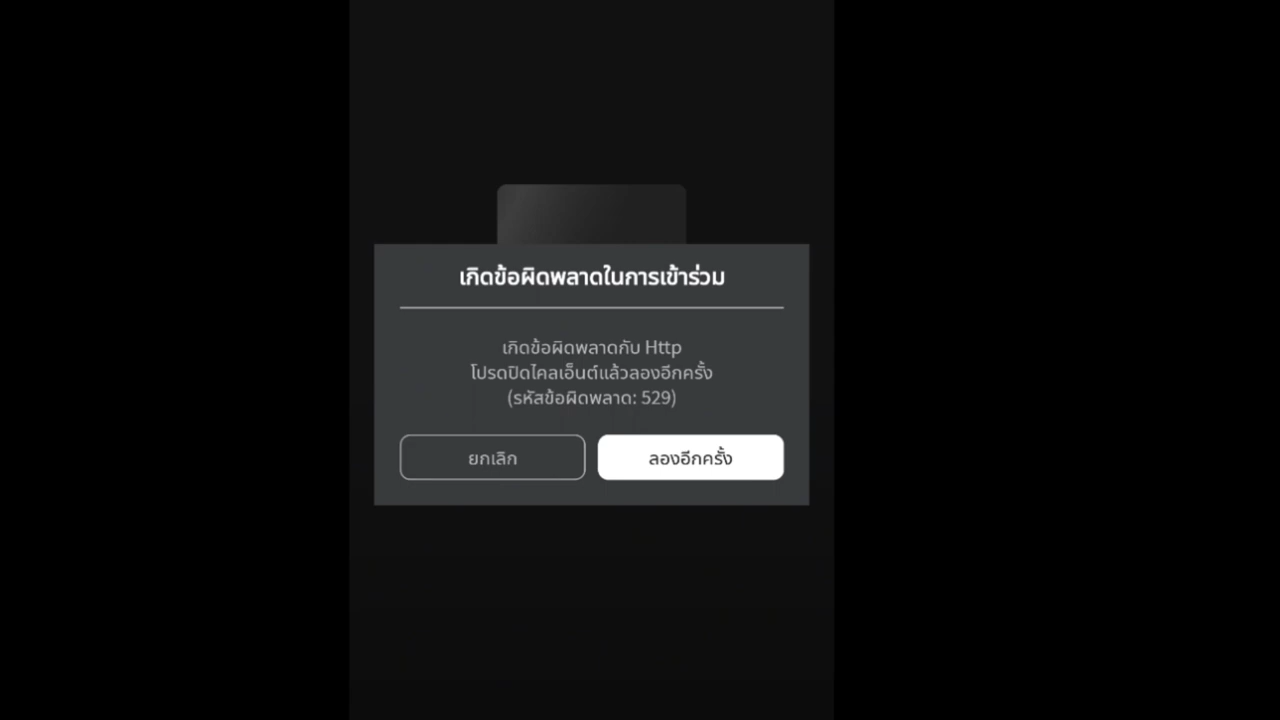 เกิดข้อผิดพลาดในการเข้าร่วม
เกิดข้อผิดพลาดกับ Http
โปรดปิดไคลเอ็นต์แล้วลองอีกครั้ง
(รหัสข้อผิดพลาด: 529)
ยกเลิก
ลองอีกครั้ง